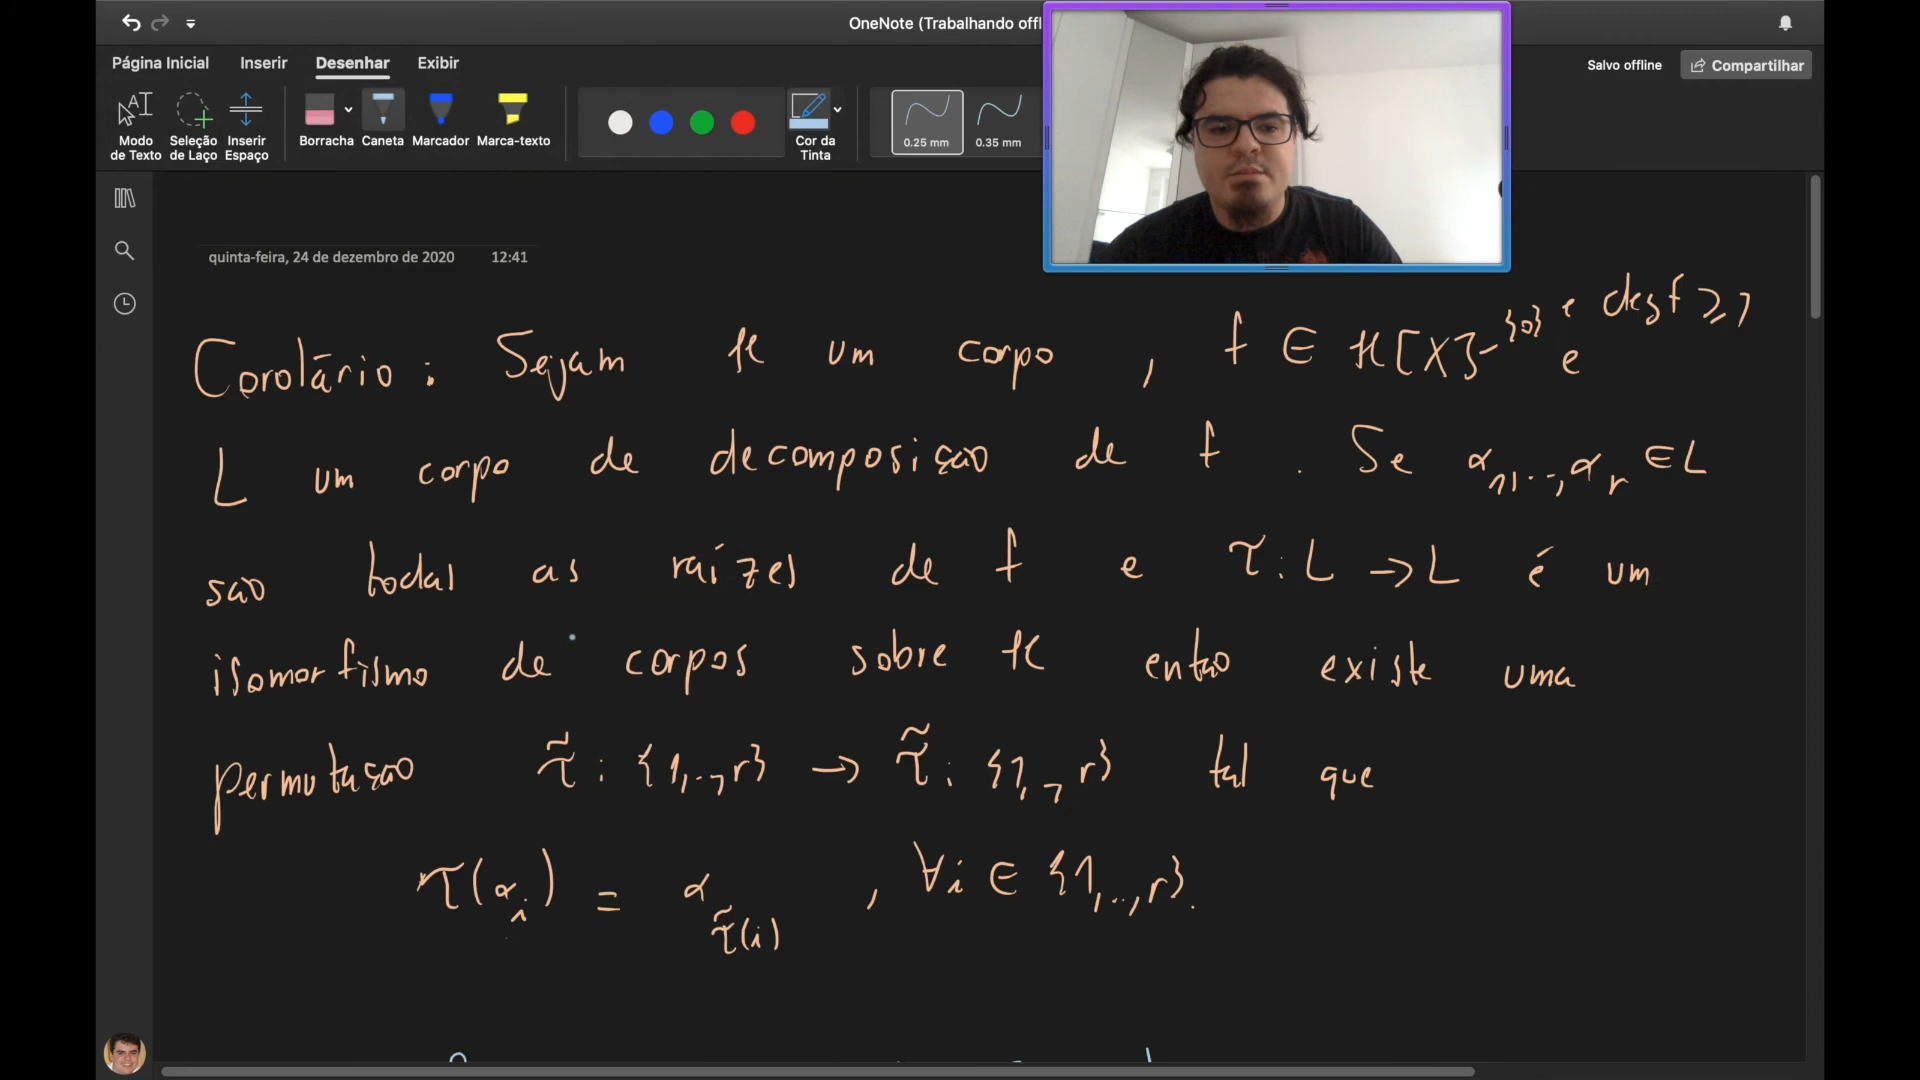 OneNote (Trabalhando offl
Página Inicial Inserir Desenhar Exibir
Salvo offline Compartilhar
Modo de Texto Seleção de Laço Inserir Espaço Borracha Caneta Marcador Marca-texto Cor da Tinta 0.25 mm 0.35 mm
quinta-feira, 24 de dezembro de 2020 12:41
Corolário: Sejam K um corpo, f ∈ K[X]-{0} e deg f ≥ 1 e
L um corpo de decomposição de f. Se α₁,..,αᵣ ∈ L
são todas as raízes de f e τ: L → L é um
isomorfismo de corpos sobre K então existe uma
permutação τ̃: {1,..,r} → τ̃: {1,..,r} tal que
τ(αᵢ) = α_τ̃(i), ∀i ∈ {1,..,r}.